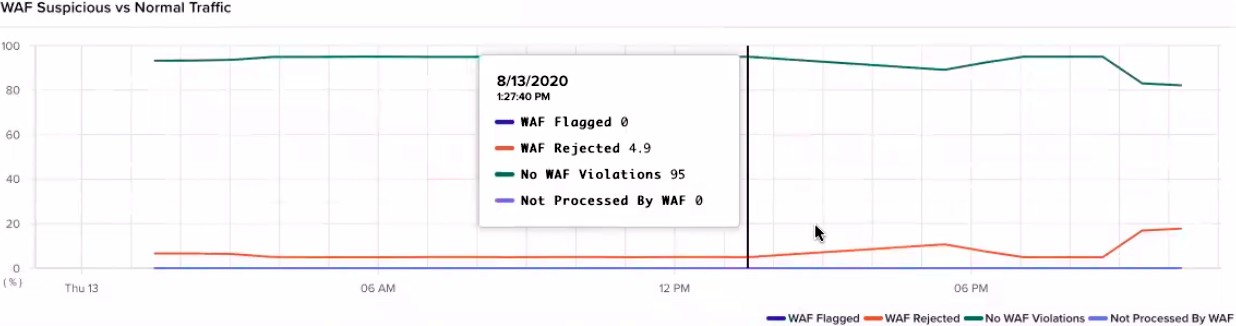 WAF Suspicious vs Normal Traffic
100
80
60
40
20
0
(%)
8/13/2020
1:27:40 PM
WAF Flagged 0
WAF Rejected 4.9
No WAF Violations 95
Not Processed By WAF 0
Thu 13 06 AM 12 PM 06 PM
WAF Flagged WAF Rejected No WAF Violations Not Processed By WAF